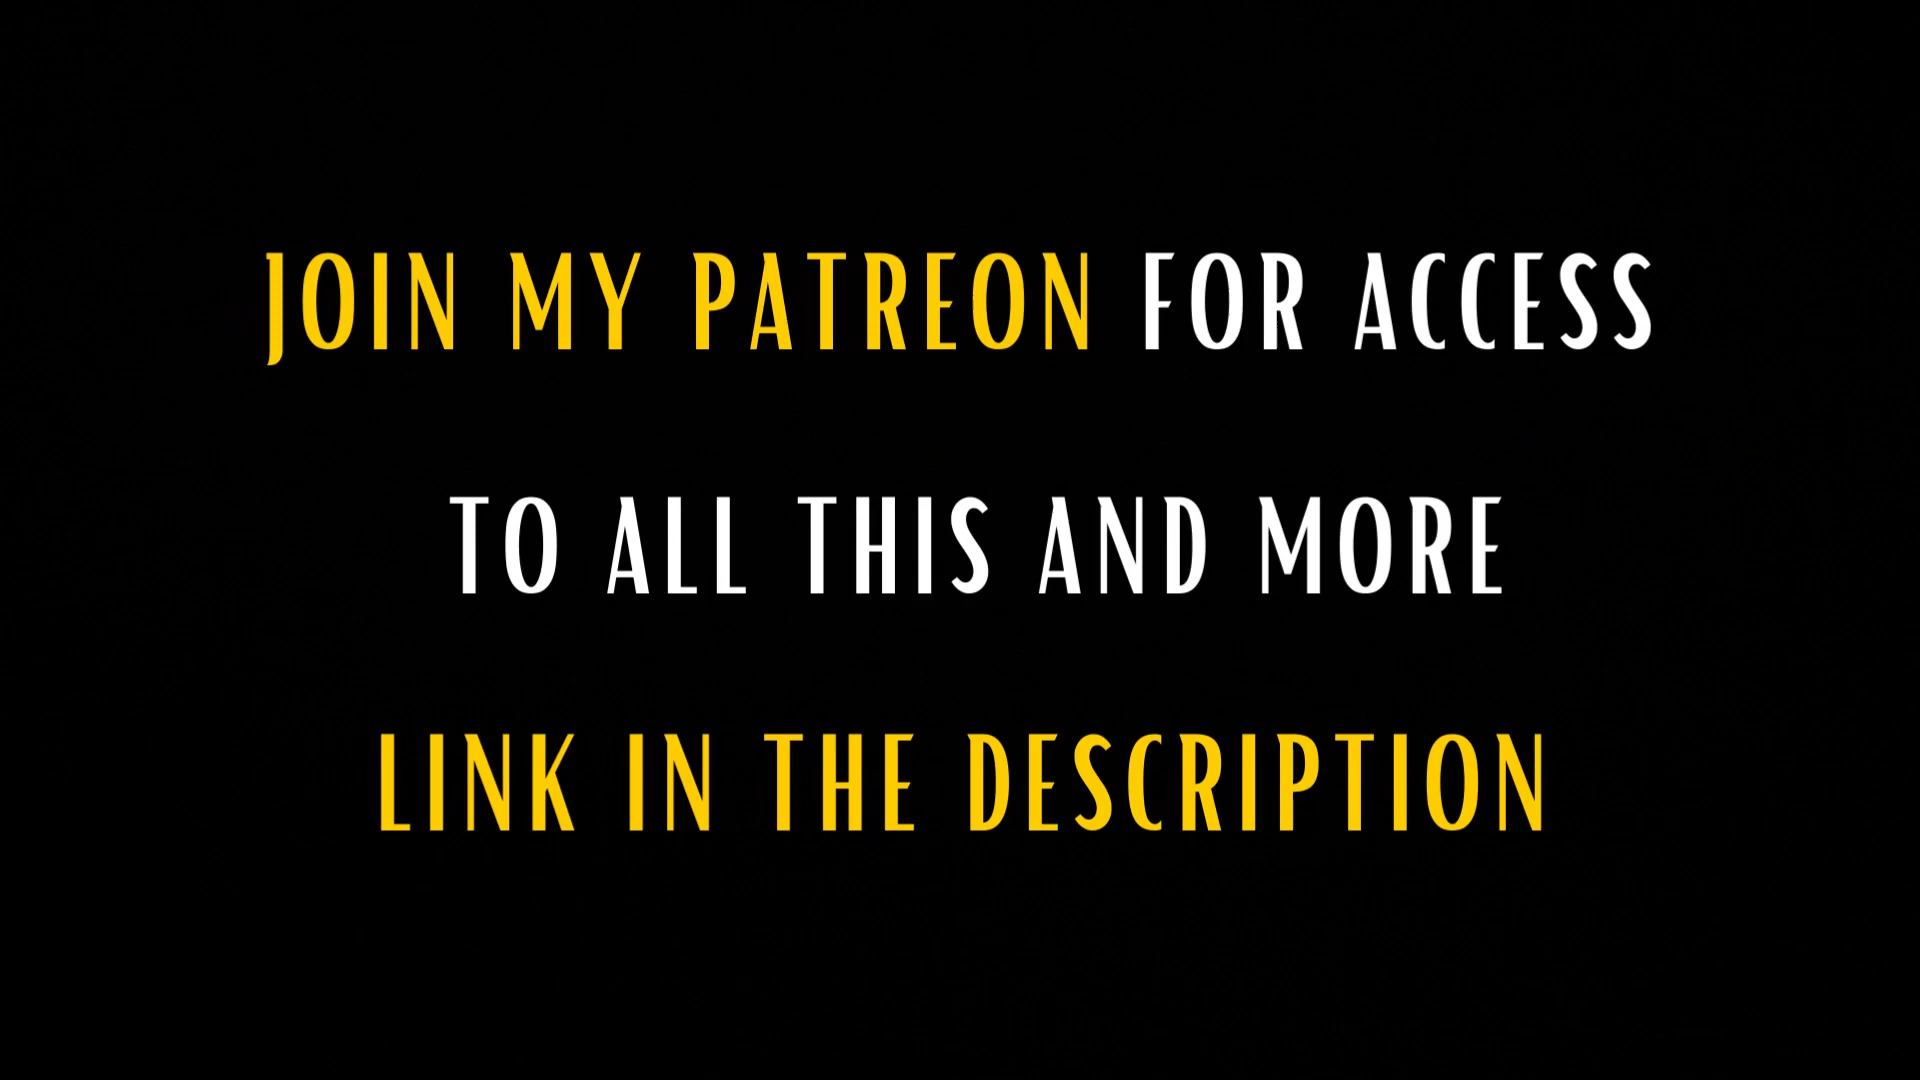 JOIN MY PATREON FOR ACCESS
TO ALL THIS AND MORE
LINK IN THE DESCRIPTION